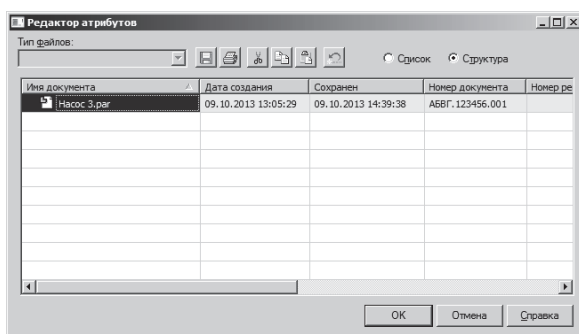 Редактор атрибутов
Тип файлов:
Список Структура
Имя документа Дата создания Сохранен Номер документа Номер ре
Насос 3.par 09.10.2013 13:05:29 09.10.2013 14:39:38 АБВГ.123456.001
ОК Отмена Справка